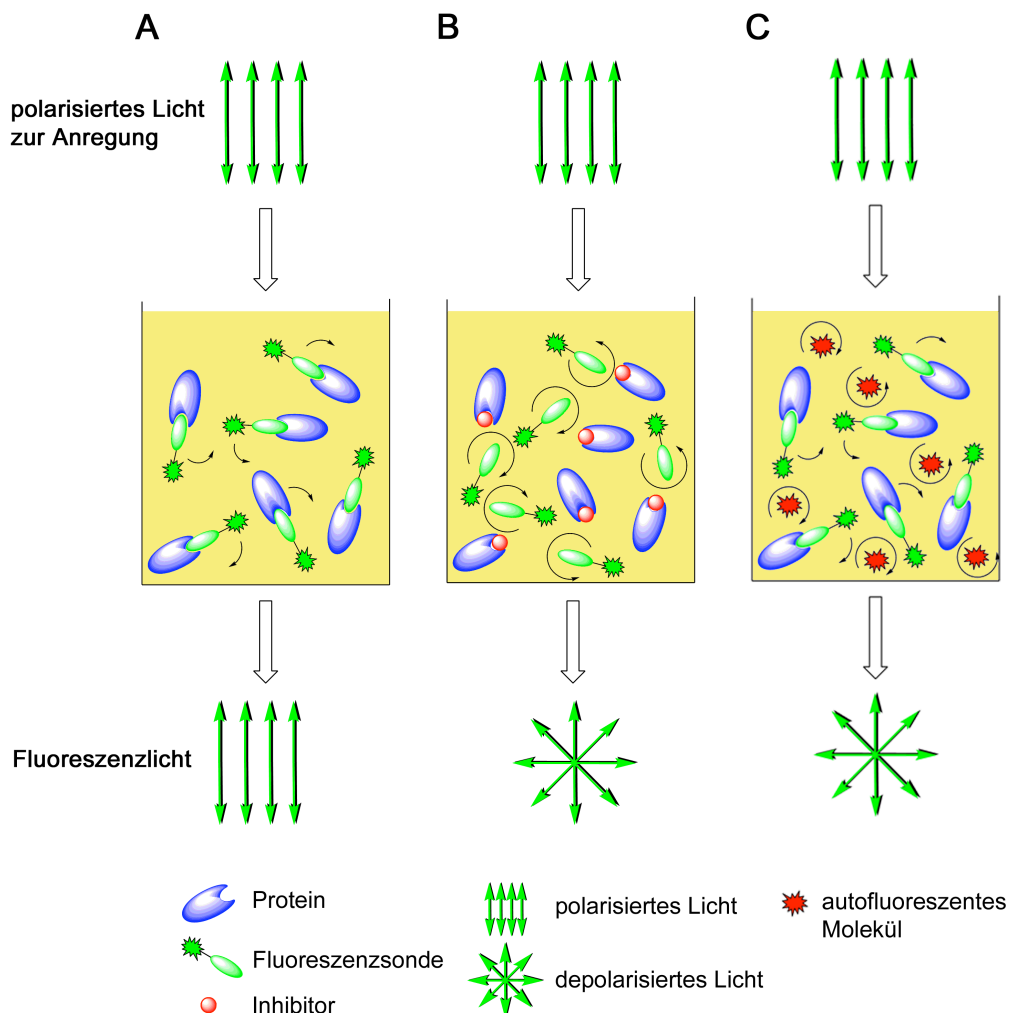 A
B
C
polarisiertes Licht
zur Anregung
Fluoreszenzlicht
Protein
Fluoreszenzsonde
Inhibitor
polarisiertes Licht
depolarisiertes Licht
autofluoreszentes
Molekül